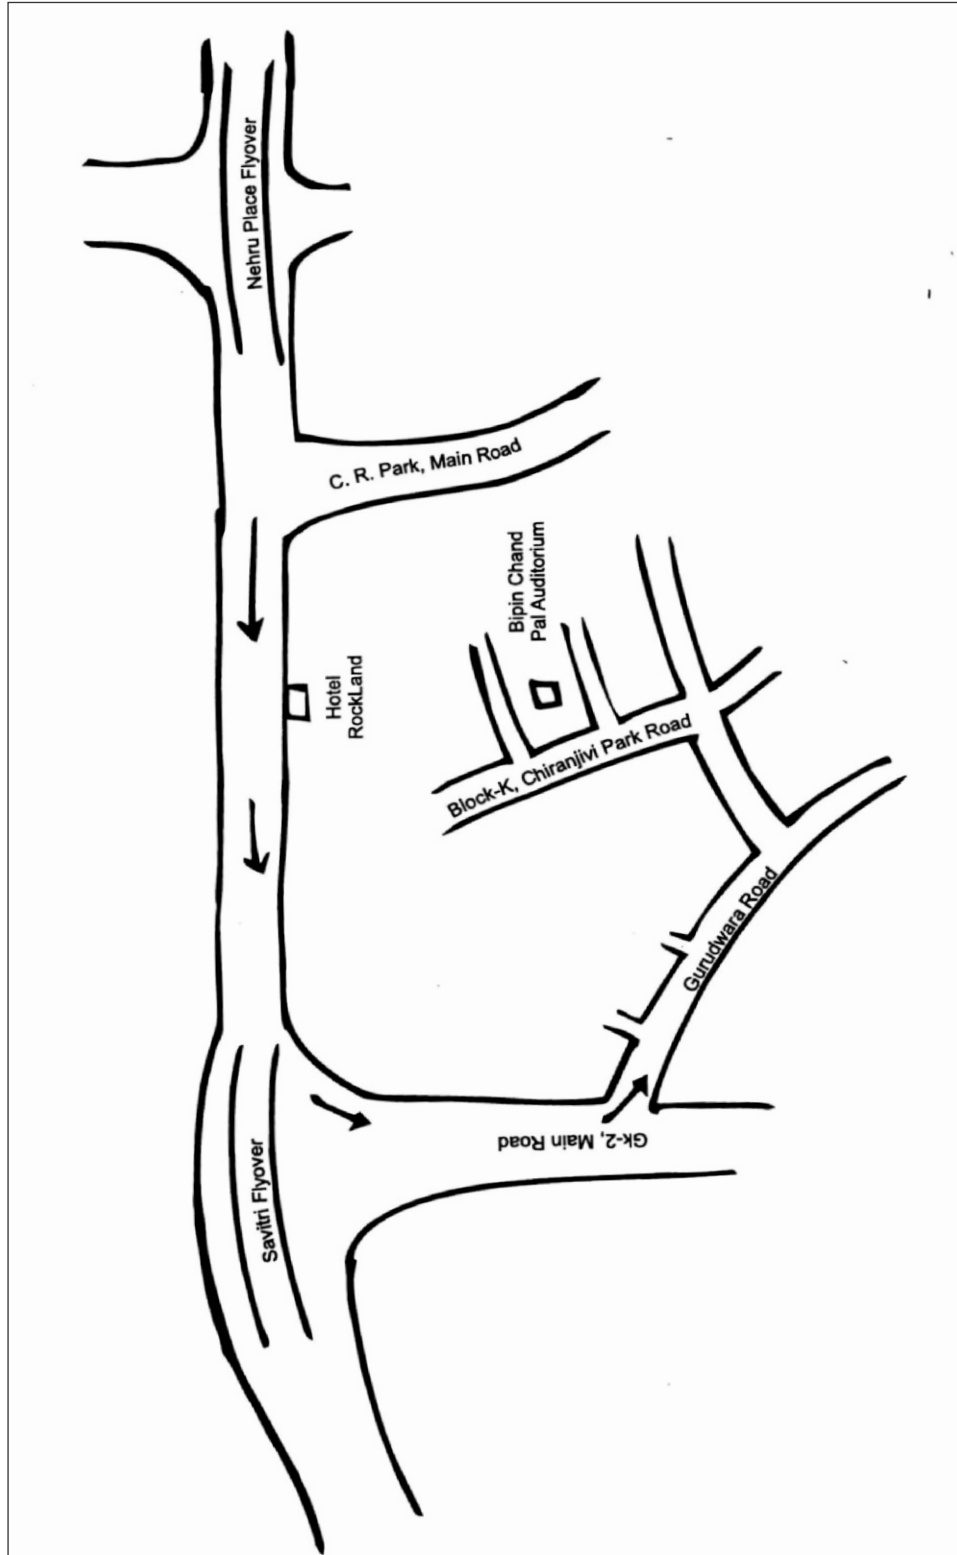 Nehru Place Flyover
C. R. Park, Main Road
Bipin Chand
Pal Auditorium
Hotel
RockLand
Block-K, Chiranjivi Park Road
Gurudwara Road
Gk-2, Main Road
Savitri Flyover